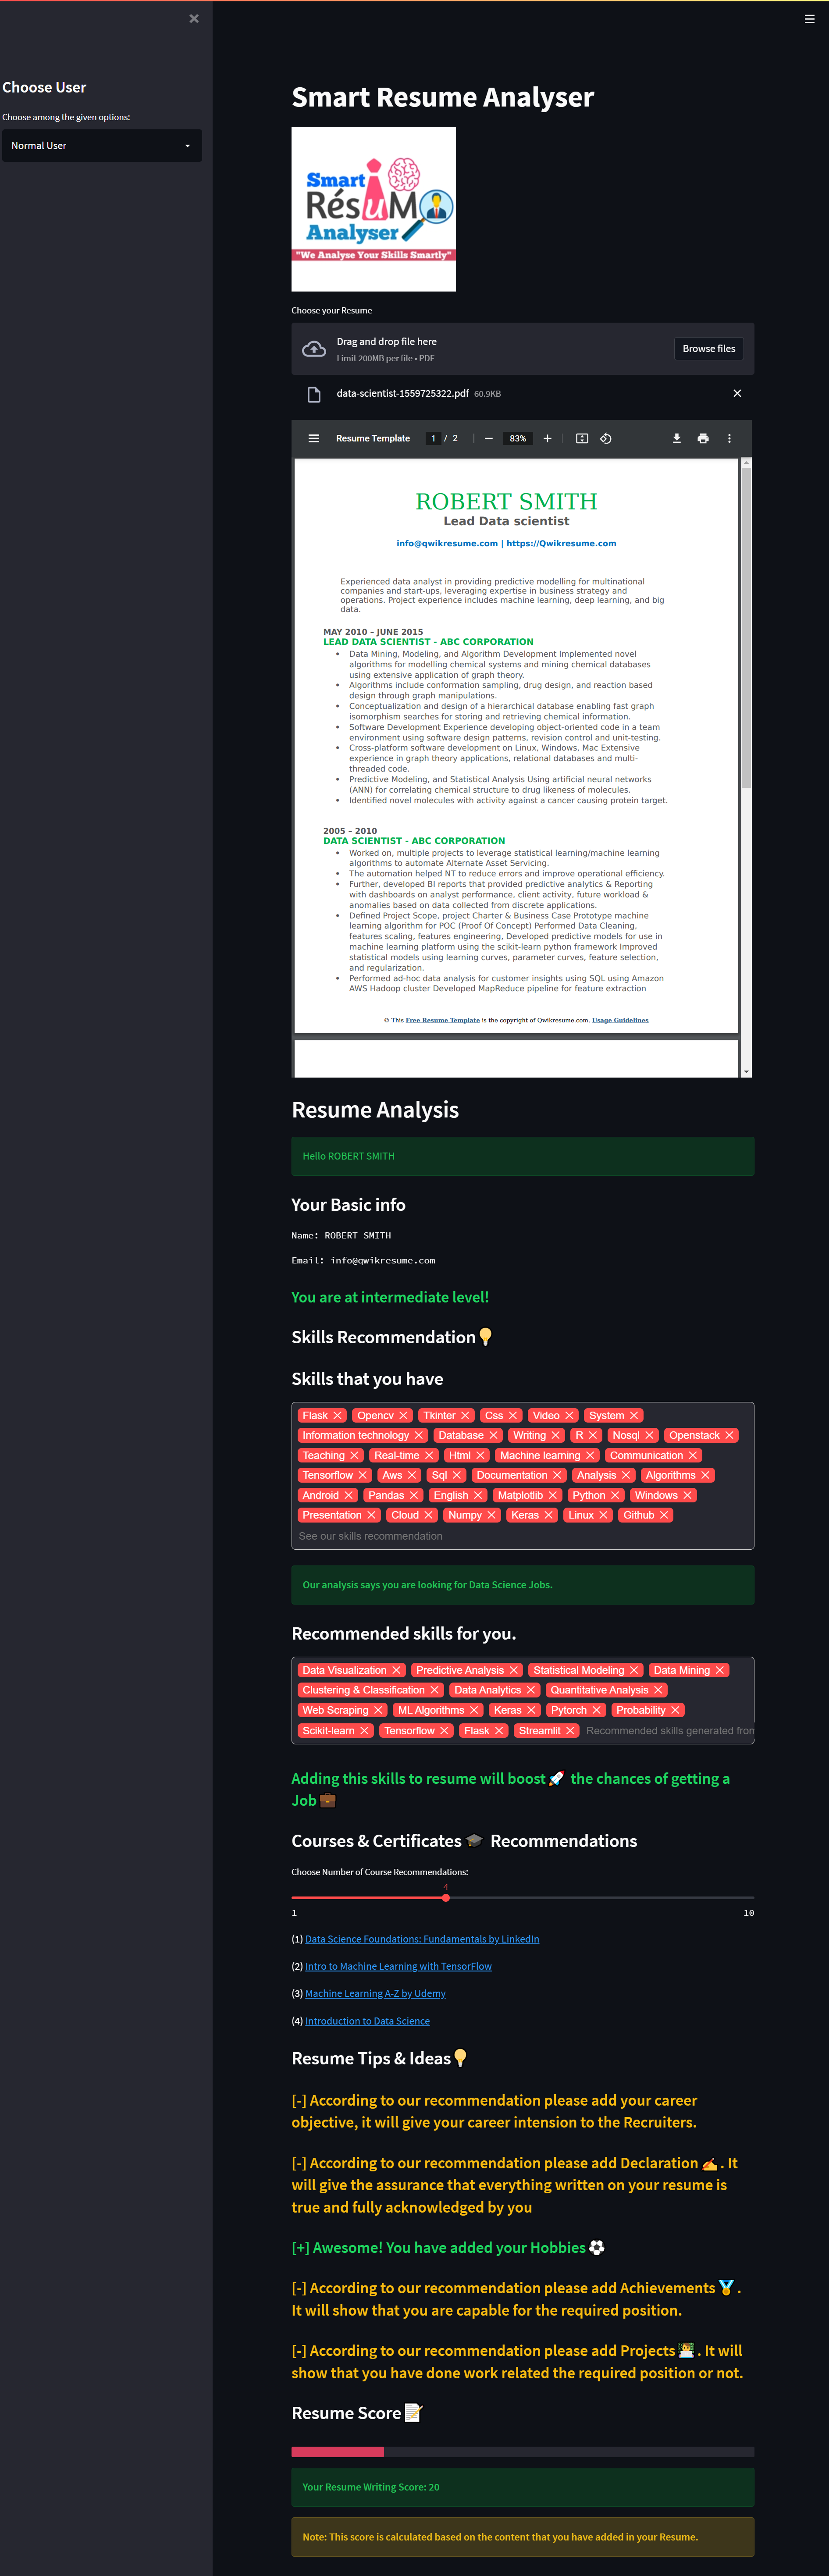 Choose User
Choose among the given options:
Normal User
Smart Resume Analyser
Smart
RésuM
Analyser
"We Analyse Your Skills Smartly"
Choose your Resume
Drag and drop file here
Limit 200MB per file • PDF
Browse files
data-scientist-1559725322.pdf 60.9KB
Resume Template 1 / 2 83%
ROBERT SMITH
Lead Data scientist
info@qwikresume.com | https://Qwikresume.com
Experienced data analyst in providing predictive modelling for multinational
companies and start-ups, leveraging expertise in business strategy and
operations. Project experience includes machine learning, deep learning, and big
data.
MAY 2010 – JUNE 2015
LEAD DATA SCIENTIST - ABC CORPORATION
• Data Mining, Modeling, and Algorithm Development Implemented novel
algorithms for modelling chemical systems and mining chemical databases
using extensive application of graph theory.
• Algorithms include conformation sampling, drug design, and reaction based
design through graph manipulations.
• Conceptualization and design of a hierarchical database enabling fast graph
isomorphism searches for storing and retrieving chemical information.
• Software Development Experience developing object-oriented code in a team
environment using software design patterns, revision control and unit-testing.
• Cross-platform software development on Linux, Windows, Mac Extensive
experience in graph theory applications, relational databases and multi-
threaded code.
• Predictive Modeling, and Statistical Analysis Using artificial neural networks
(ANN) for correlating chemical structure to drug likeness of molecules.
• Identified novel molecules with activity against a cancer causing protein target.
2005 – 2010
DATA SCIENTIST - ABC CORPORATION
• Worked on, multiple projects to leverage statistical learning/machine learning
algorithms to automate Alternate Asset Servicing.
• The automation helped NT to reduce errors and improve operational efficiency.
• Further, developed BI reports that provided predictive analytics & Reporting
with dashboards on analyst performance, client activity, future workload &
anomalies based on data collected from discrete applications.
• Defined Project Scope, project Charter & Business Case Prototype machine
learning algorithm for POC (Proof Of Concept) Performed Data Cleaning,
features scaling, features engineering, Developed predictive models for use in
machine learning platform using the scikit-learn python framework Improved
statistical models using learning curves, parameter curves, feature selection,
and regularization.
• Performed ad-hoc data analysis for customer insights using SQL using Amazon
AWS Hadoop cluster Developed MapReduce pipeline for feature extraction
© This Free Resume Template is the copyright of Qwikresume.com. Usage Guidelines
Resume Analysis
Hello ROBERT SMITH
Your Basic info
Name: ROBERT SMITH
Email: info@qwikresume.com
You are at intermediate level!
Skills Recommendation💡
Skills that you have
Flask Opencv Tkinter Css Video System
Information technology Database Writing R Nosql Openstack
Teaching Real-time Html Machine learning Communication
Tensorflow Aws Sql Documentation Analysis Algorithms
Android Pandas English Matplotlib Python Windows
Presentation Cloud Numpy Keras Linux Github
See our skills recommendation
Our analysis says you are looking for Data Science Jobs.
Recommended skills for you.
Data Visualization Predictive Analysis Statistical Modeling Data Mining
Clustering & Classification Data Analytics Quantitative Analysis
Web Scraping ML Algorithms Keras Pytorch Probability
Scikit-learn Tensorflow Flask Streamlit Recommended skills generated from
Adding this skills to resume will boost🚀 the chances of getting a
Job💼
Courses & Certificates🎓 Recommendations
Choose Number of Course Recommendations:
4
1 10
(1) Data Science Foundations: Fundamentals by LinkedIn
(2) Intro to Machine Learning with TensorFlow
(3) Machine Learning A-Z by Udemy
(4) Introduction to Data Science
Resume Tips & Ideas💡
[-] According to our recommendation please add your career
objective, it will give your career intension to the Recruiters.
[-] According to our recommendation please add Declaration✍. It
will give the assurance that everything written on your resume is
true and fully acknowledged by you
[+] Awesome! You have added your Hobbies⚽
[-] According to our recommendation please add Achievements🏅.
It will show that you are capable for the required position.
[-] According to our recommendation please add Projects👨‍💻. It will
show that you have done work related the required position or not.
Resume Score📝
Your Resume Writing Score: 20
Note: This score is calculated based on the content that you have added in your Resume.